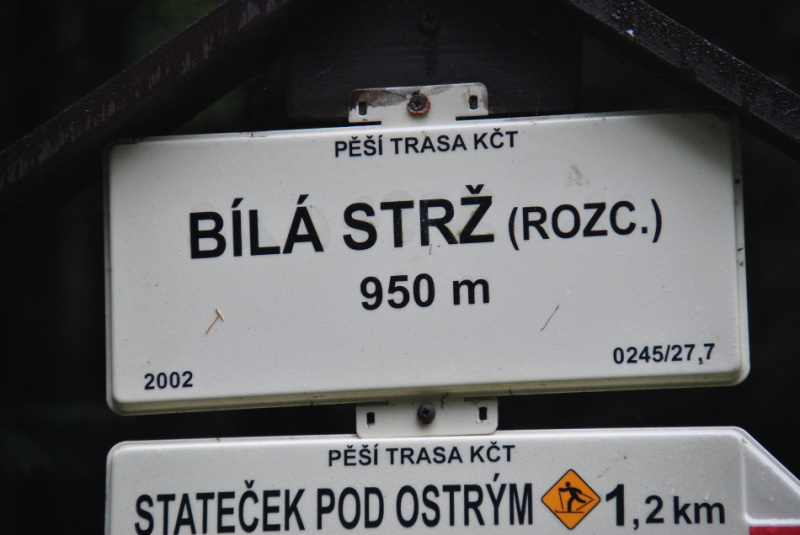 PĚŠÍ TRASA KČT
BÍLÁ STRŽ (ROZC.)
950 m
2002 0245/27,7
PĚŠÍ TRASA KČT
STATEČEK POD OSTRÝM 1,2 km